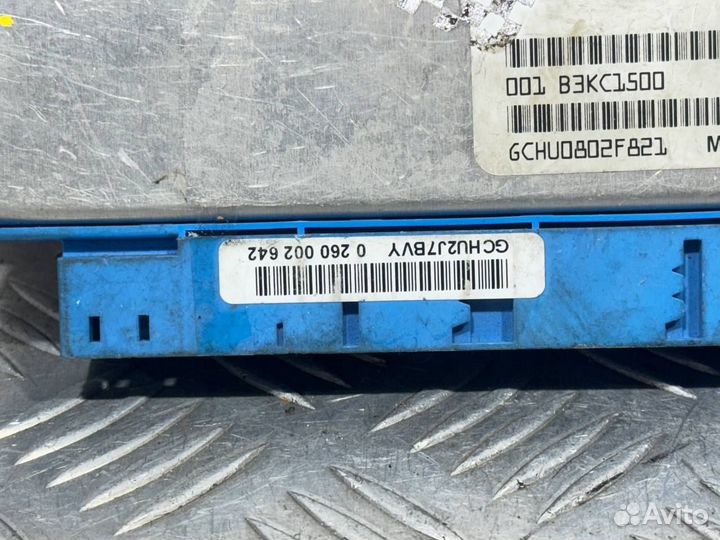 001 B3KC1500
GCHU0802F821 M
GCHU2J7BVY 0 260 002 642
Avito